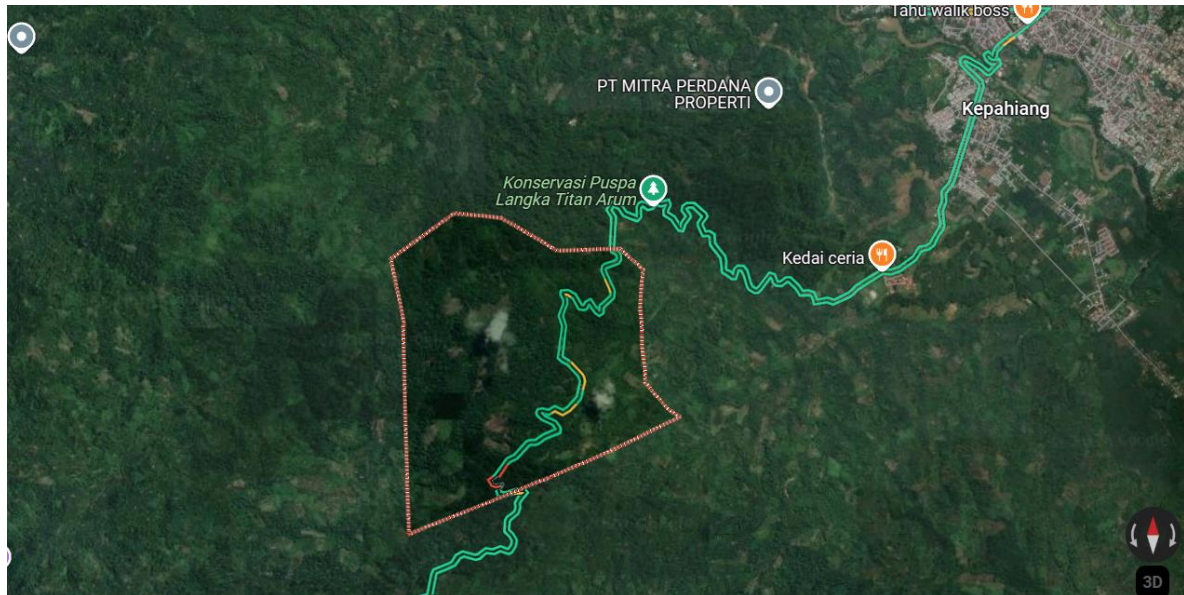 Tahu walik boss
PT MITRA PERDANA
PROPERTI
Kepahiang
Konservasi Puspa
Langka Titan Arum
Kedai ceria
3D